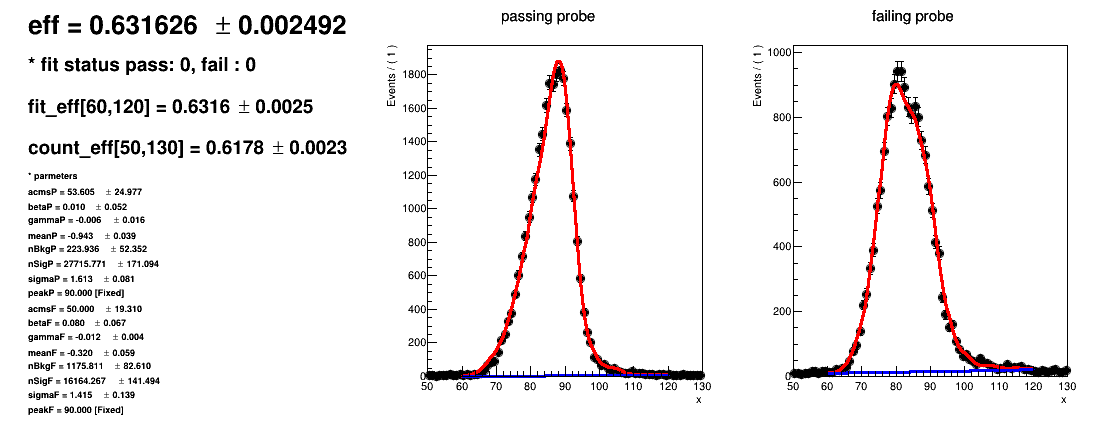 eff = 0.631626 ± 0.002492
* fit status pass: 0, fail : 0
fit_eff[60,120] = 0.6316 ± 0.0025
count_eff[50,130] = 0.6178 ± 0.0023
* parmeters
acmsP = 53.605 ± 24.977
betaP = 0.010 ± 0.052
gammaP = -0.006 ± 0.016
meanP = -0.943 ± 0.039
nBkgP = 223.936 ± 52.352
nSigP = 27715.771 ± 171.094
sigmaP = 1.613 ± 0.081
peakP = 90.000 [Fixed]
acmsF = 50.000 ± 19.310
betaF = 0.080 ± 0.067
gammaF = -0.012 ± 0.004
meanF = -0.320 ± 0.059
nBkgF = 1175.811 ± 82.610
nSigF = 16164.267 ± 141.494
sigmaF = 1.415 ± 0.139
peakF = 90.000 [Fixed]
passing probe
Events / ( 1 )
1800
1600
1400
1200
1000
800
600
400
200
0
50 60 70 80 90 100 110 120 130
x
failing probe
Events / ( 1 )
1000
800
600
400
200
0
50 60 70 80 90 100 110 120 130
x